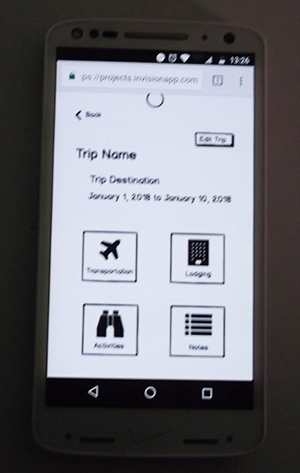 13:26
ps://projects.invisionapp.com
Back
Edit Trip
Trip Name
Trip Destination
January 1, 2018 to January 10, 2018
Transportation
Lodging
Activities
Notes